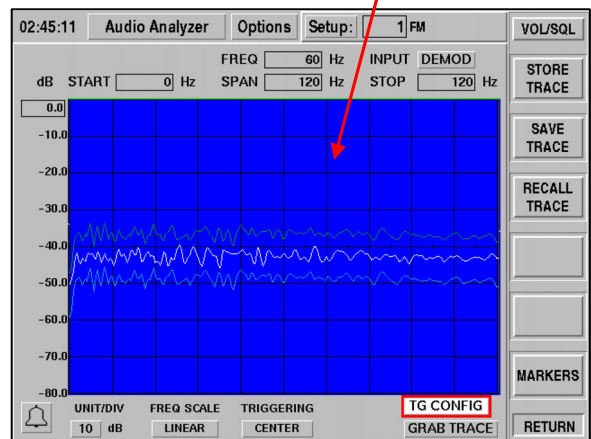 02:45:11 Audio Analyzer Options Setup: 1 FM
FREQ 60 Hz INPUT DEMOD
dB START 0 Hz SPAN 120 Hz STOP 120 Hz
0.0
-10.0
-20.0
-30.0
-40.0
-50.0
-60.0
-70.0
-80.0
UNIT/DIV FREQ SCALE TRIGGERING TG CONFIG
10 dB LINEAR CENTER GRAB TRACE
VOL/SQL
STORE
TRACE
SAVE
TRACE
RECALL
TRACE
MARKERS
RETURN